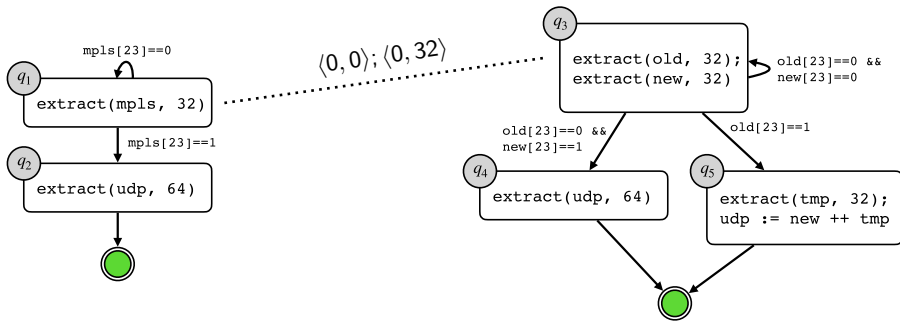 mpls[23]==0
q1
extract(mpls, 32)
mpls[23]==1
q2
extract(udp, 64)
⟨0, 0⟩; ⟨0, 32⟩
q3
extract(old, 32);
extract(new, 32)
old[23]==0 &&
new[23]==0
old[23]==0 &&
new[23]==1
old[23]==1
q4
extract(udp, 64)
q5
extract(tmp, 32);
udp := new ++ tmp